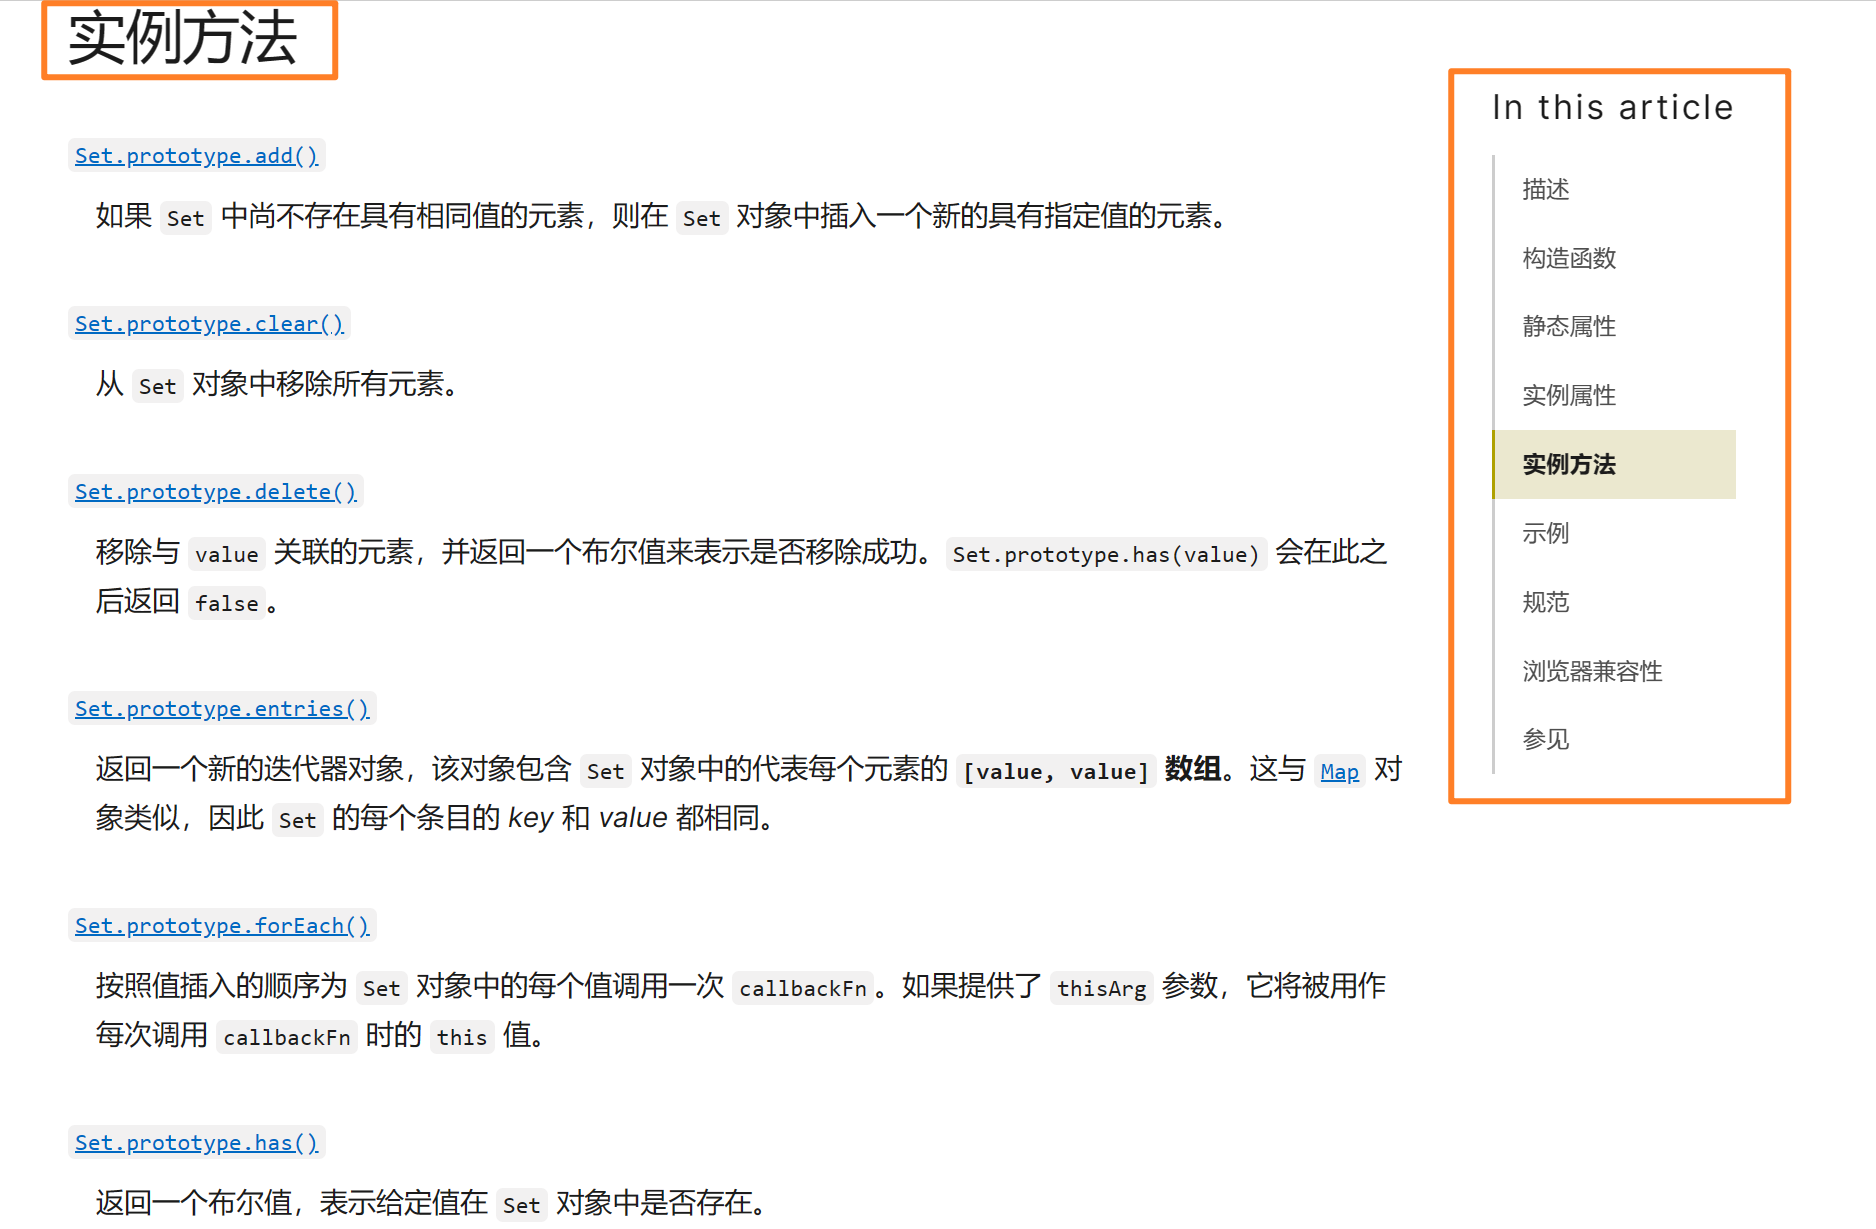 实例方法
Set.prototype.add()
如果 Set 中尚不存在具有相同值的元素，则在 Set 对象中插入一个新的具有指定值的元素。
Set.prototype.clear()
从 Set 对象中移除所有元素。
Set.prototype.delete()
移除与 value 关联的元素，并返回一个布尔值来表示是否移除成功。Set.prototype.has(value) 会在此之
后返回 false。
Set.prototype.entries()
返回一个新的迭代器对象，该对象包含 Set 对象中的代表每个元素的 [value, value] 数组。这与 Map 对
象类似，因此 Set 的每个条目的 key 和 value 都相同。
Set.prototype.forEach()
按照值插入的顺序为 Set 对象中的每个值调用一次 callbackFn。如果提供了 thisArg 参数，它将被用作
每次调用 callbackFn 时的 this 值。
Set.prototype.has()
返回一个布尔值，表示给定值在 Set 对象中是否存在。
In this article
描述
构造函数
静态属性
实例属性
实例方法
示例
规范
浏览器兼容性
参见